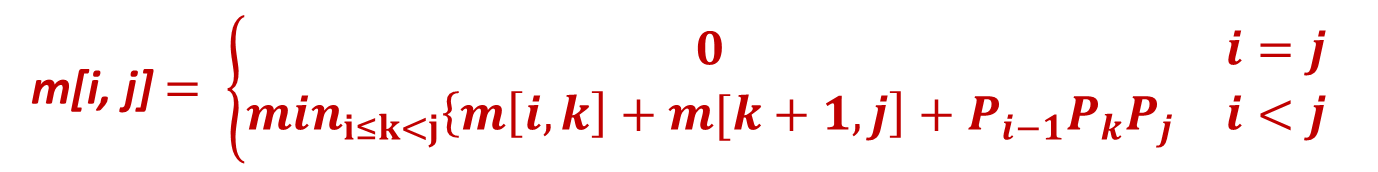 0 i = j
m[i, j] = { min_{i≤k<j}{m[i, k] + m[k + 1, j] + P_{i−1}P_kP_j i < j